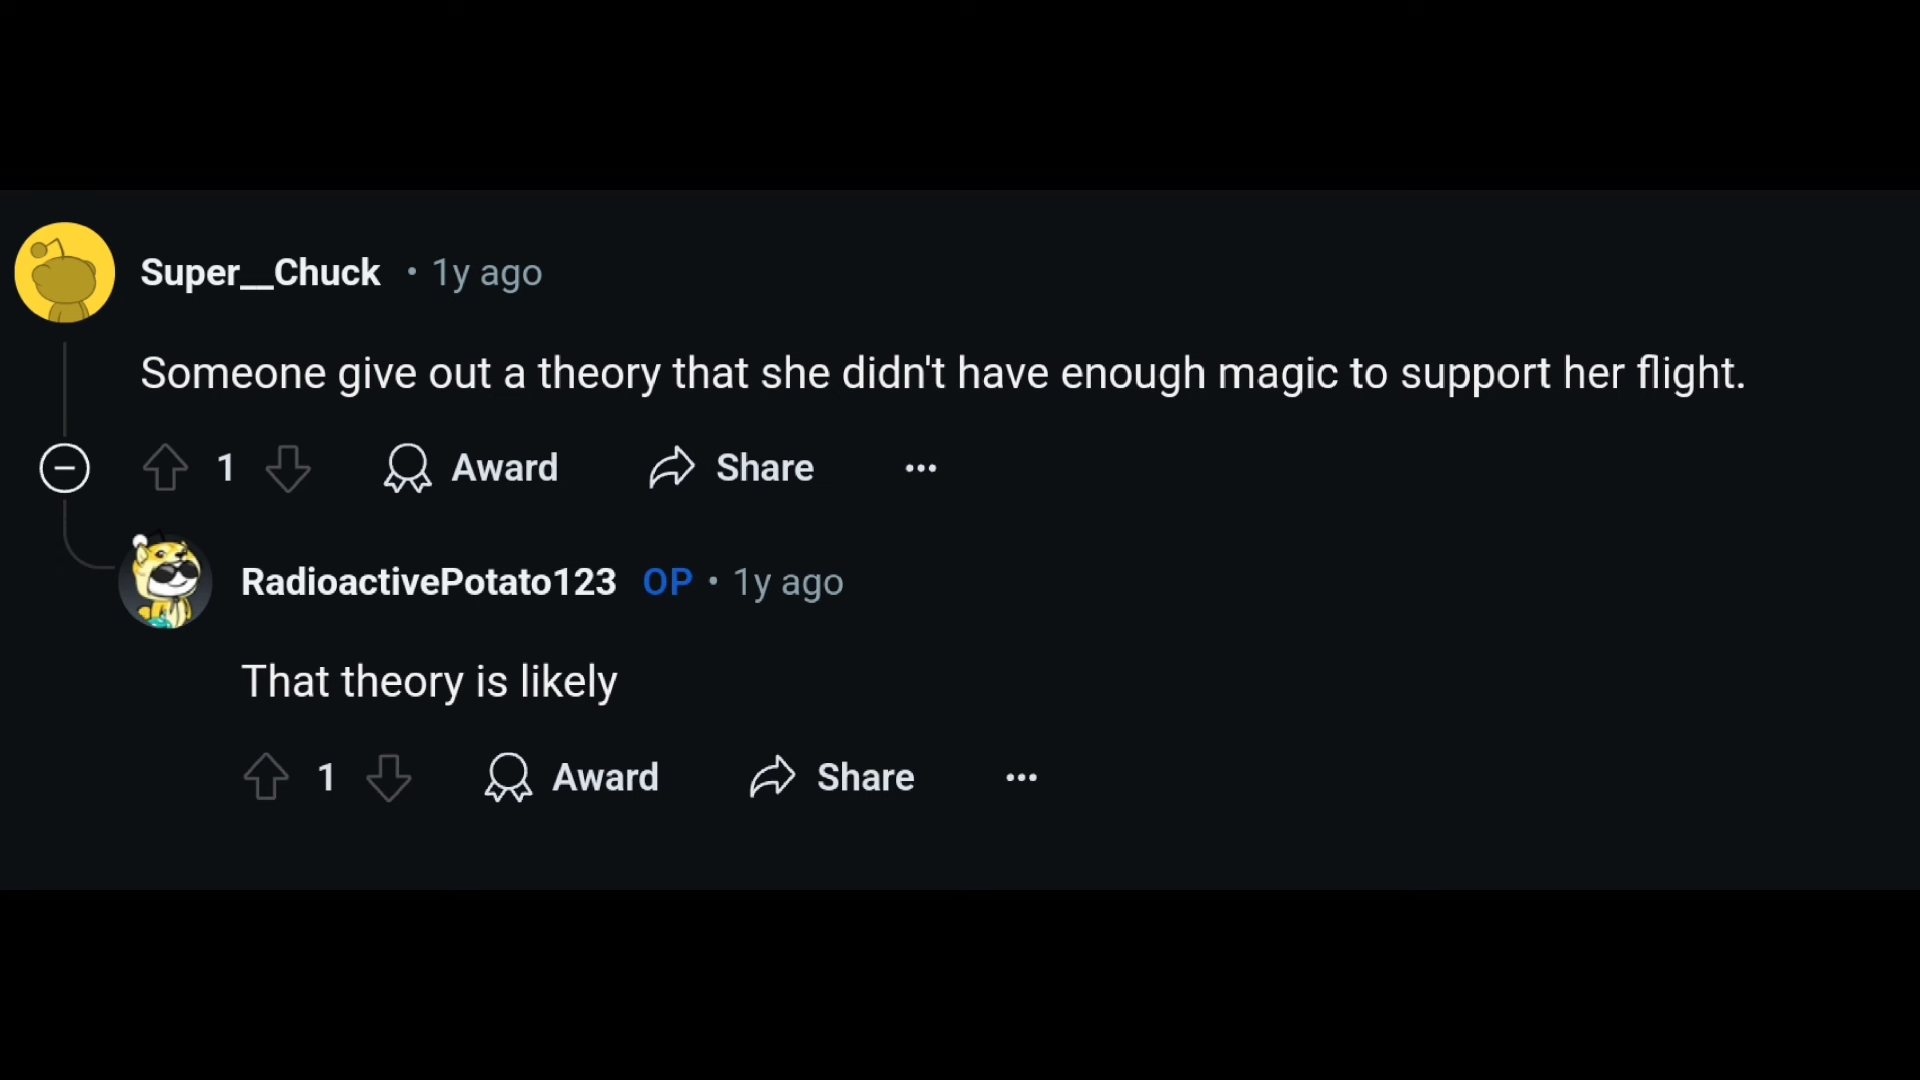 Super__Chuck • 1y ago
Someone give out a theory that she didn't have enough magic to support her flight.
1 Award Share ...
RadioactivePotato123 OP • 1y ago
That theory is likely
1 Award Share ...